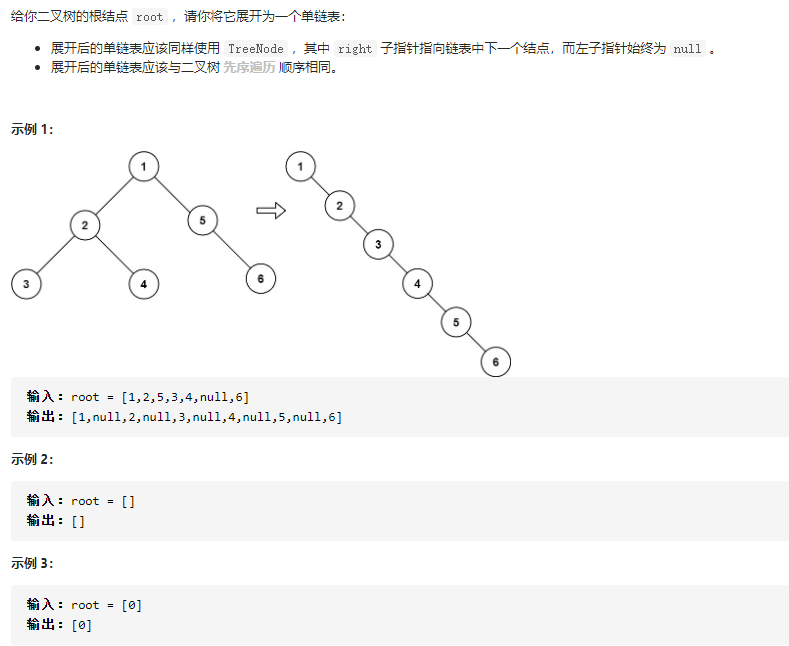 给你二叉树的根结点 root ，请你将它展开为一个单链表：
展开后的单链表应该同样使用 TreeNode ，其中 right 子指针指向链表中下一个结点，而左子指针始终为 null 。
展开后的单链表应该与二叉树 先序遍历 顺序相同。
示例 1：
1 1
2 5 2
3 4 6 3
4
5
6
输入：root = [1,2,5,3,4,null,6]
输出：[1,null,2,null,3,null,4,null,5,null,6]
示例 2：
输入：root = []
输出：[]
示例 3：
输入：root = [0]
输出：[0]